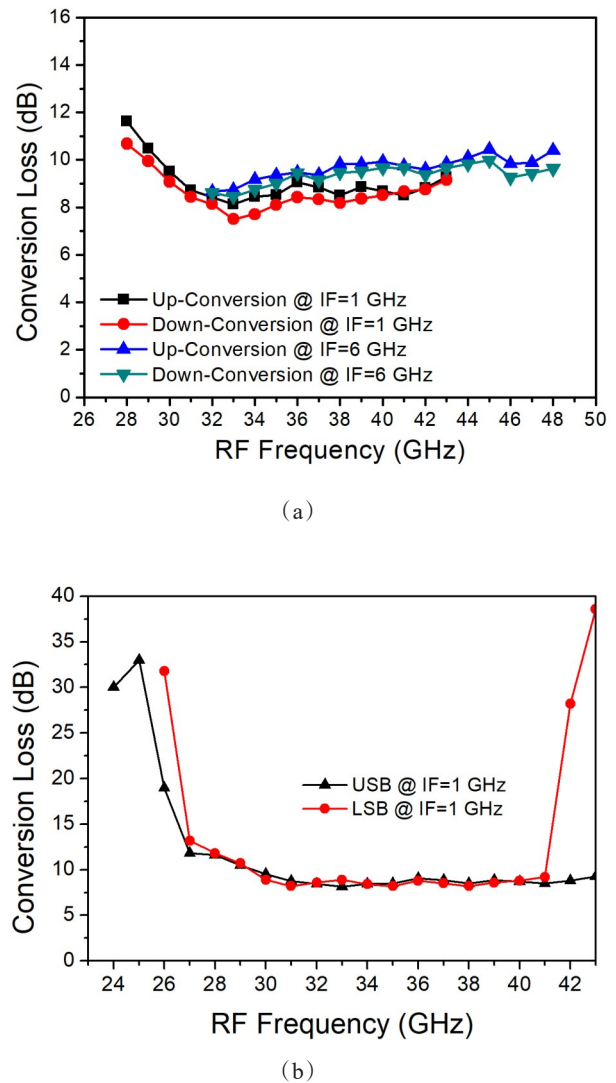 16
14
12
10
8
6
4
2
0
Conversion Loss (dB)
Up-Conversion @ IF=1 GHz
Down-Conversion @ IF=1 GHz
Up-Conversion @ IF=6 GHz
Down-Conversion @ IF=6 GHz
26 28 30 32 34 36 38 40 42 44 46 48 50
RF Frequency (GHz)
(a)
40
35
30
25
20
15
10
5
0
Conversion Loss (dB)
USB @ IF=1 GHz
LSB @ IF=1 GHz
24 26 28 30 32 34 36 38 40 42
RF Frequency (GHz)
(b)